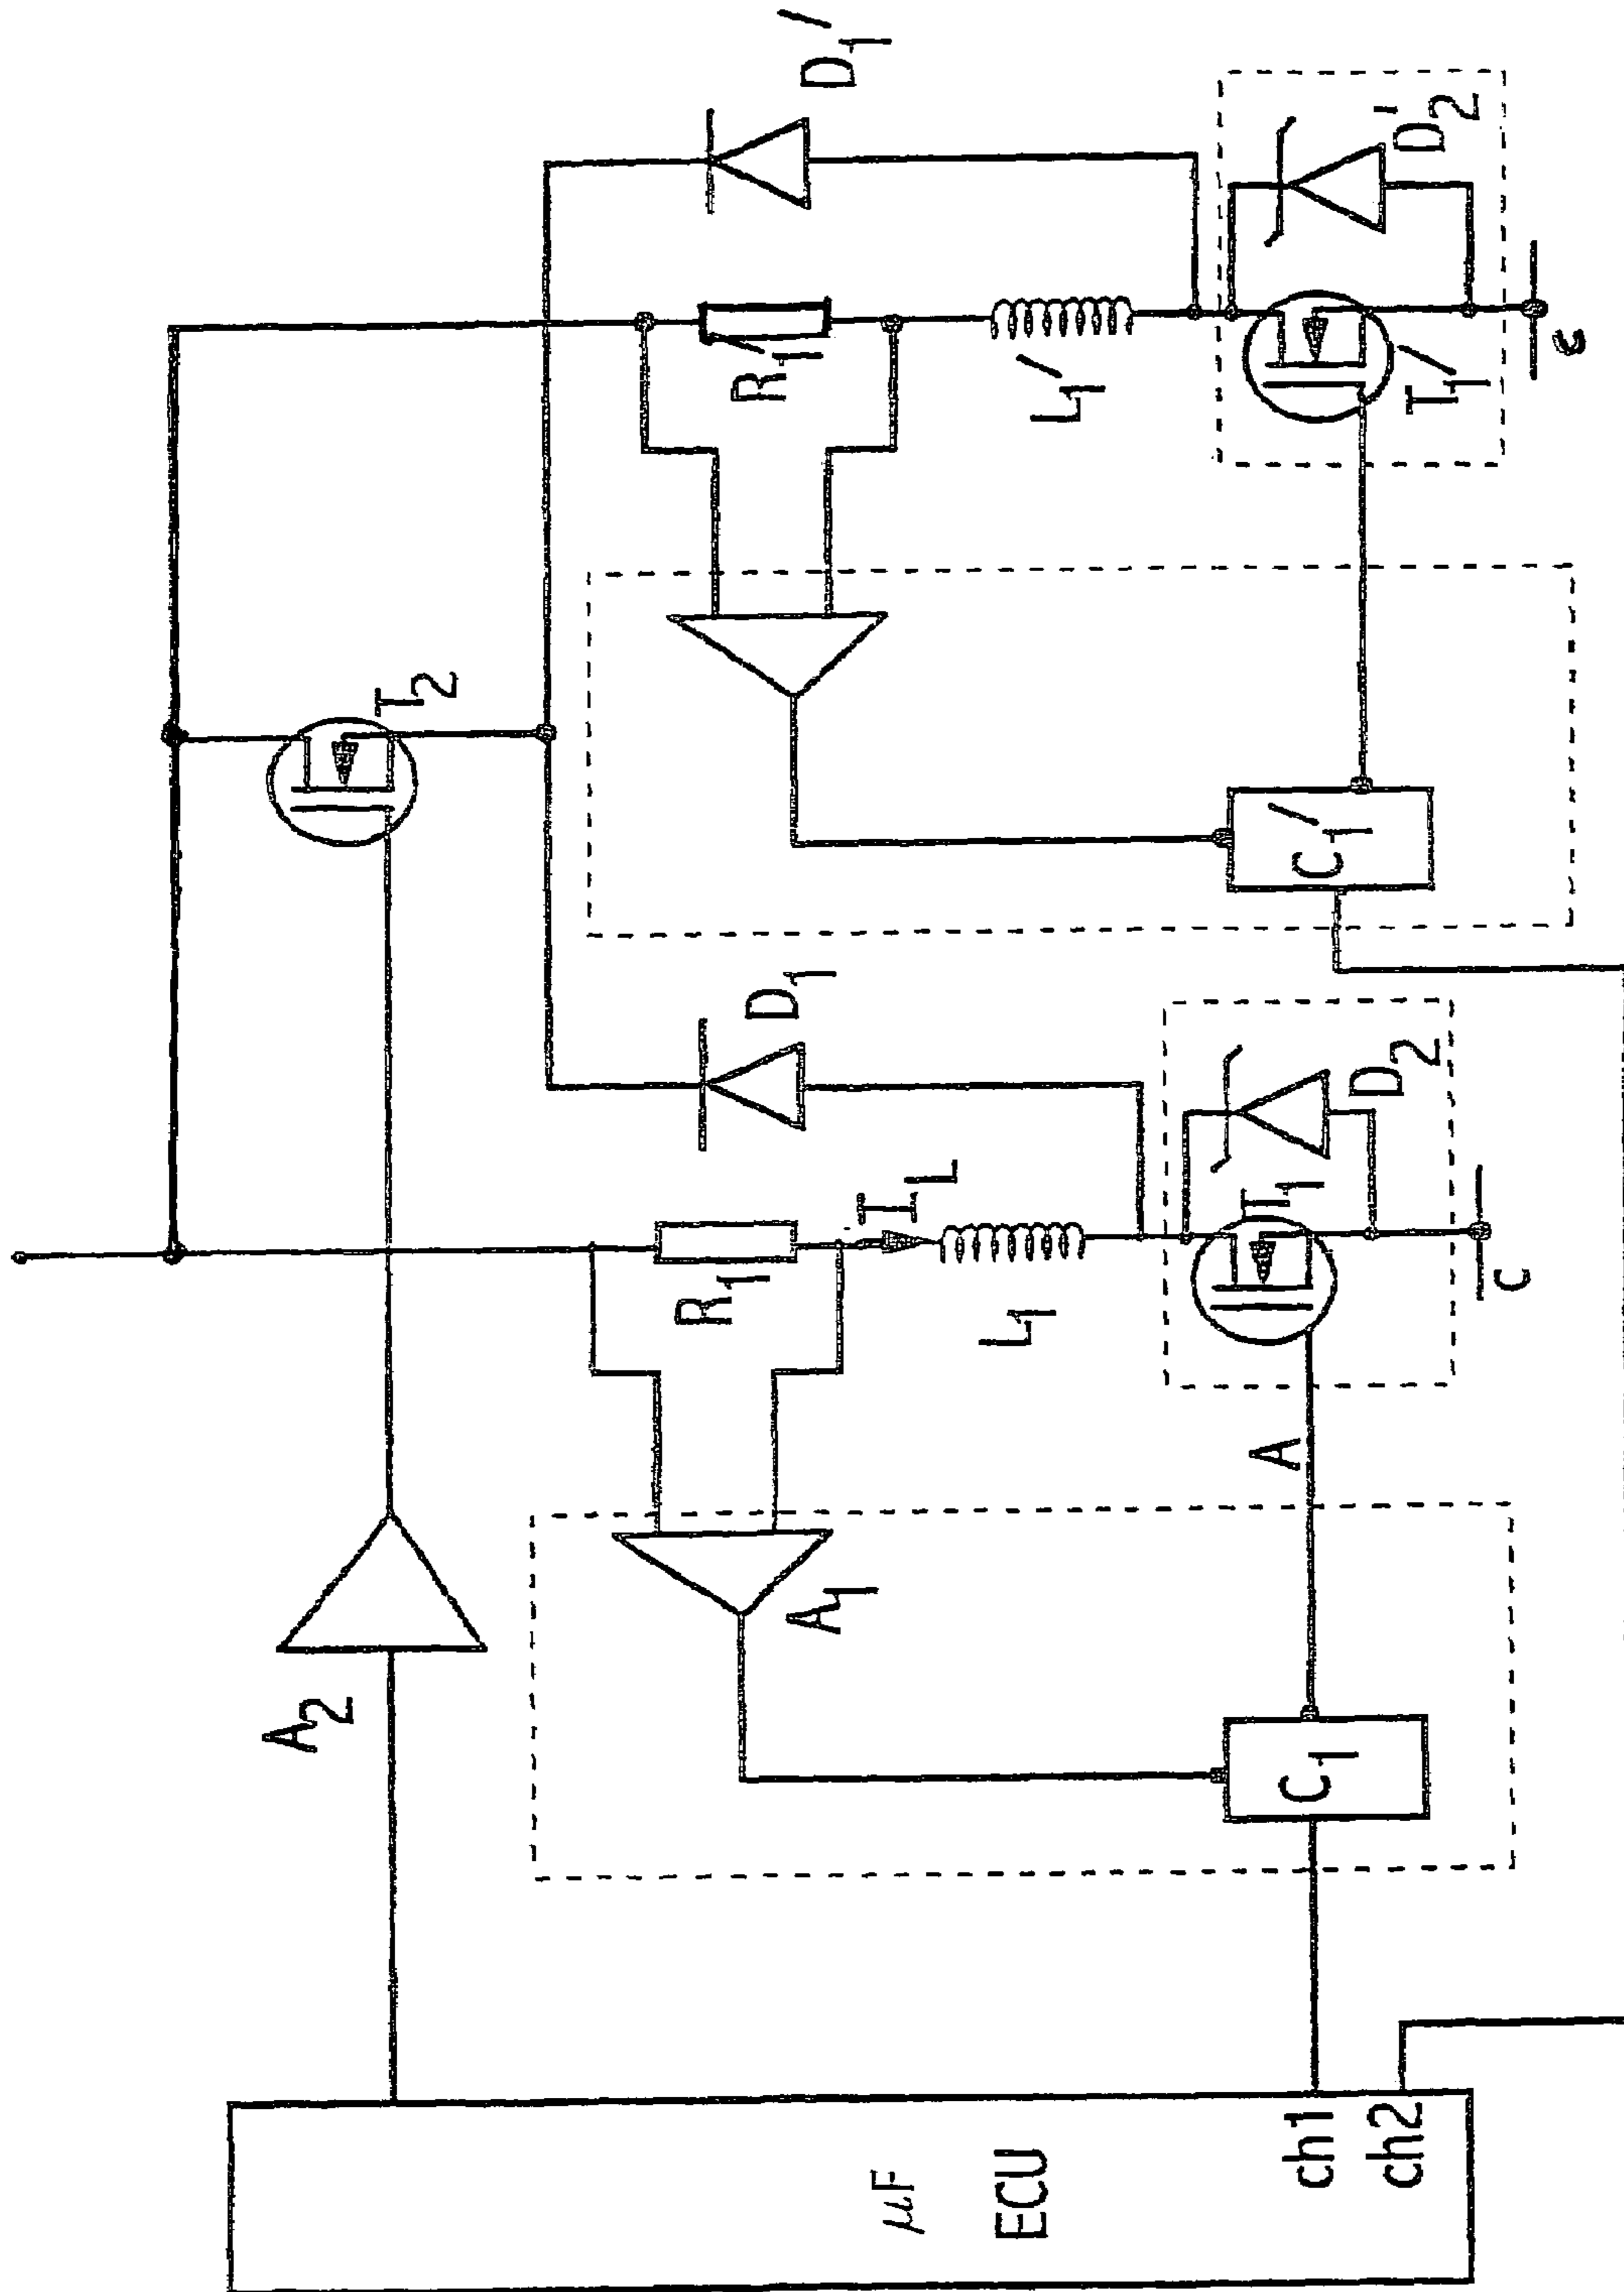 A2
T2
R1
IL
L1
D1
A1
A
T1
D2
C
C1
R1'
L1'
D1'
T1'
D2'
C1'
μF
ECU
ch1
ch2